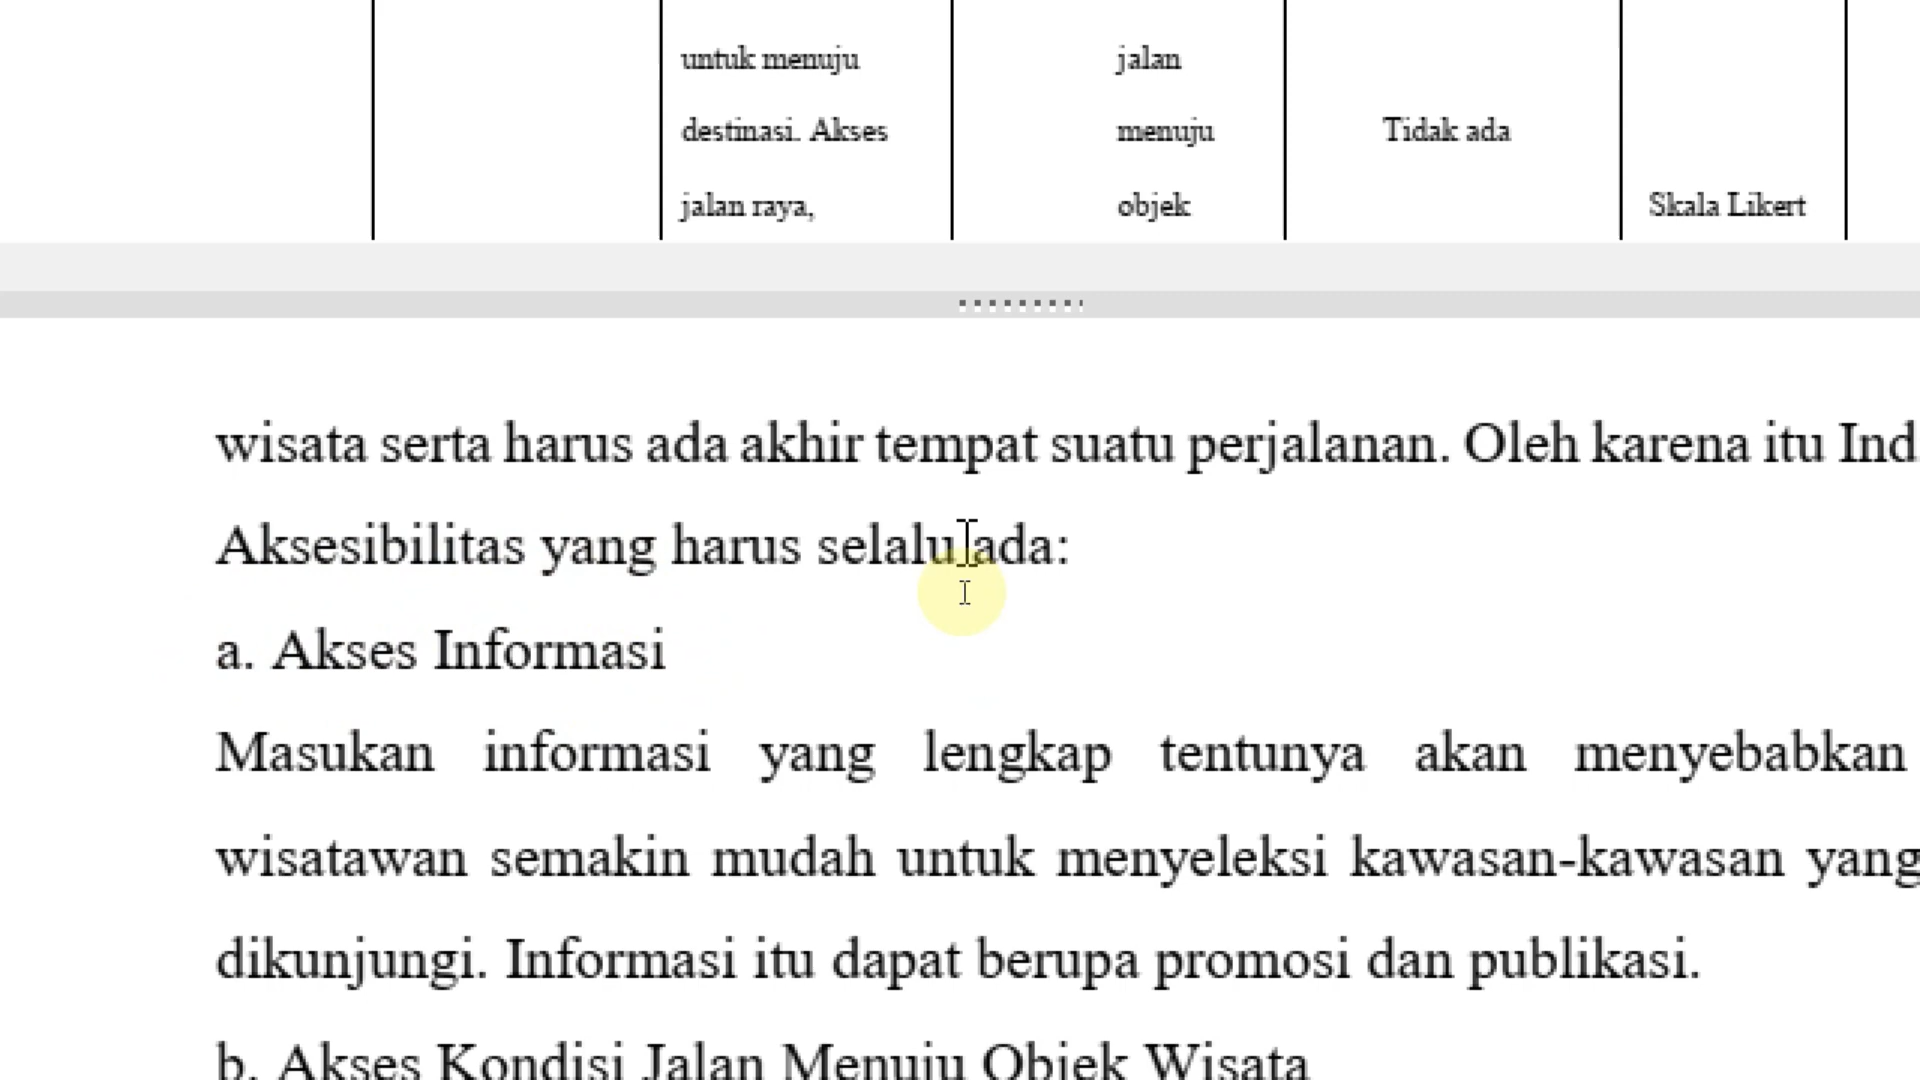 untuk menuju jalan
destinasi. Akses menuju Tidak ada
jalan raya, objek Skala Likert
wisata serta harus ada akhir tempat suatu perjalanan. Oleh karena itu Ind
Aksesibilitas yang harus selalu ada:
a. Akses Informasi
Masukan informasi yang lengkap tentunya akan menyebabkan
wisatawan semakin mudah untuk menyeleksi kawasan-kawasan yang
dikunjungi. Informasi itu dapat berupa promosi dan publikasi.
b. Akses Kondisi Jalan Menuju Objek Wisata